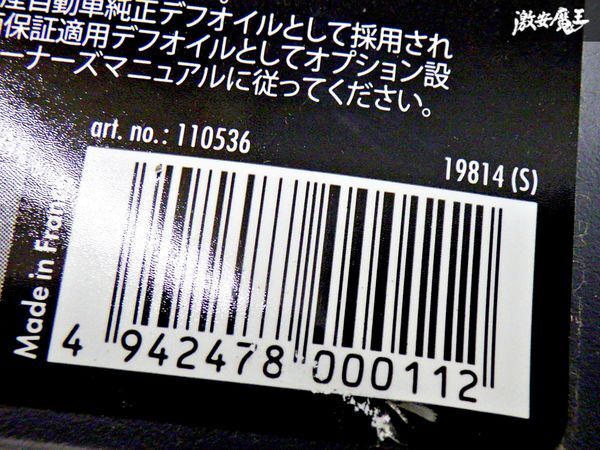 激安魔王
産自動車純正デフオイルとして採用され
保証適用デフオイルとしてオプション設
ーナーズマニュアルに従ってください。
art. no.: 110536
19814 (S)
Made in Fran
4 942478 000112